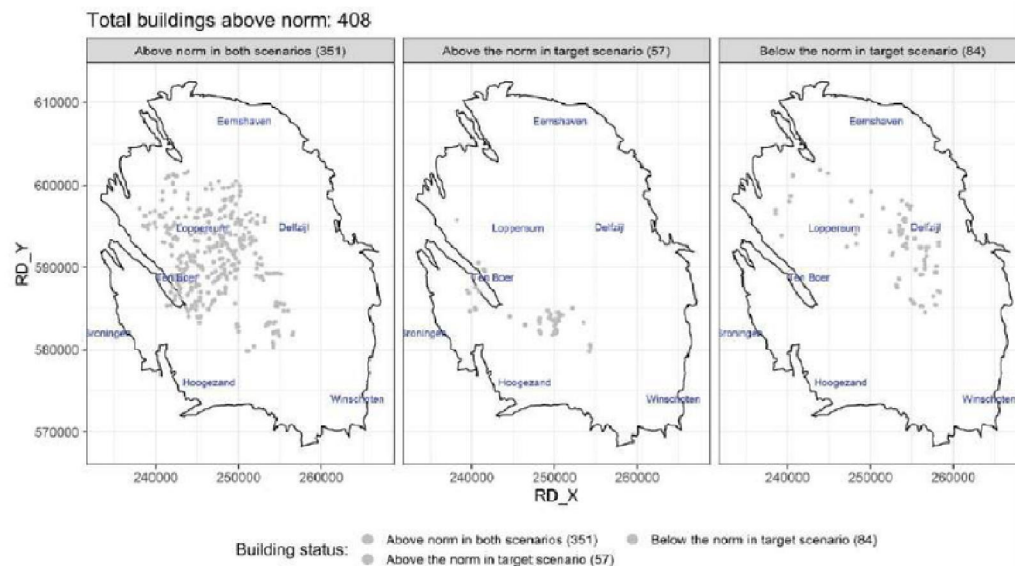 Total buildings above norm: 408
Above norm in both scenarios (351)
Above the norm in target scenario (57)
Below the norm in target scenario (84)
610000
600000
590000
580000
570000
RD_Y
Eemshaven
Loppersum
Delfzijl
Ten Boer
Groningen
Hoogezand
Winschoten
Eemshaven
Loppersum
Delfzijl
Ten Boer
Groningen
Hoogezand
Winschoten
Eemshaven
Loppersum
Delfzijl
Ten Boer
Groningen
Hoogezand
Winschoten
240000 250000 260000
240000 250000 260000
240000 250000 260000
RD_X
Building status:
Above norm in both scenarios (351)
Below the norm in target scenario (84)
Above the norm in target scenario (57)